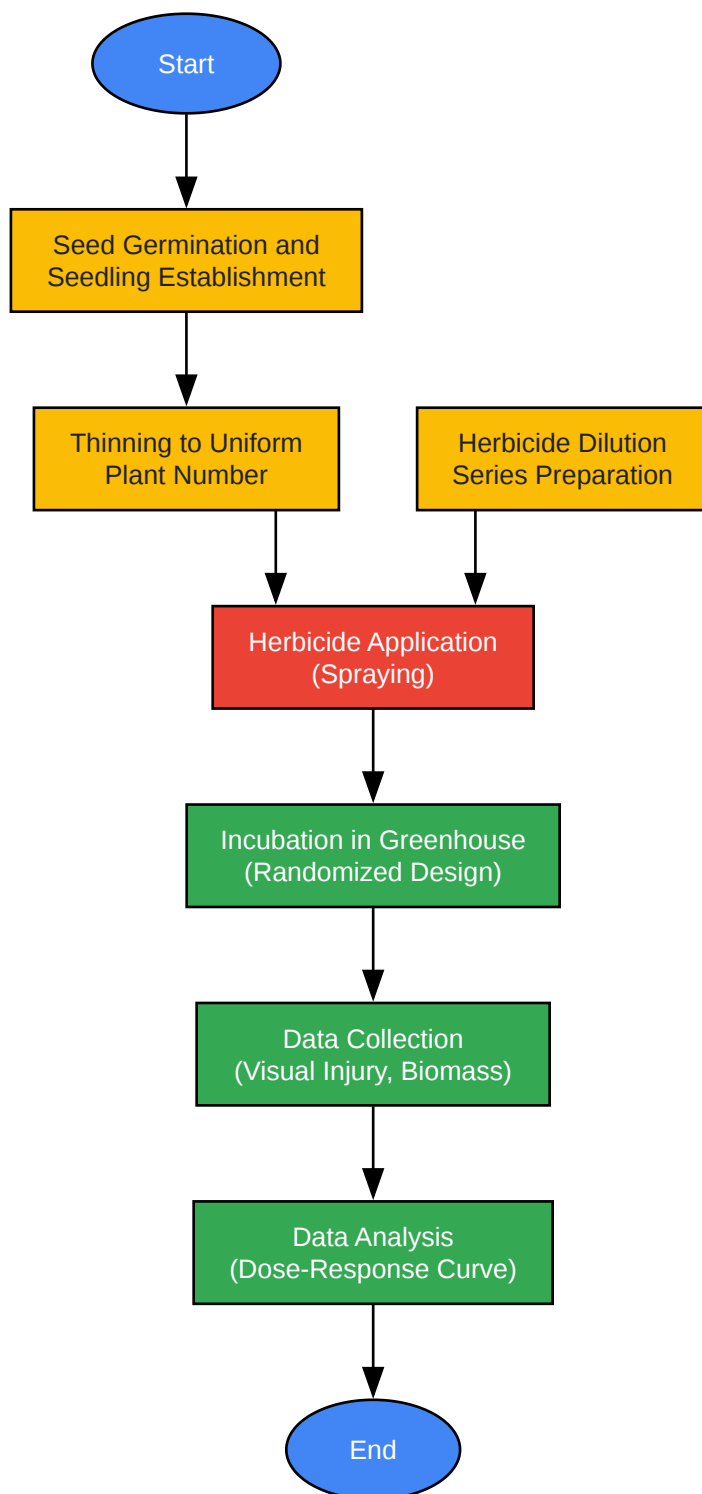 Start
Seed Germination and
Seedling Establishment
Thinning to Uniform
Plant Number
Herbicide Dilution
Series Preparation
Herbicide Application
(Spraying)
Incubation in Greenhouse
(Randomized Design)
Data Collection
(Visual Injury, Biomass)
Data Analysis
(Dose-Response Curve)
End